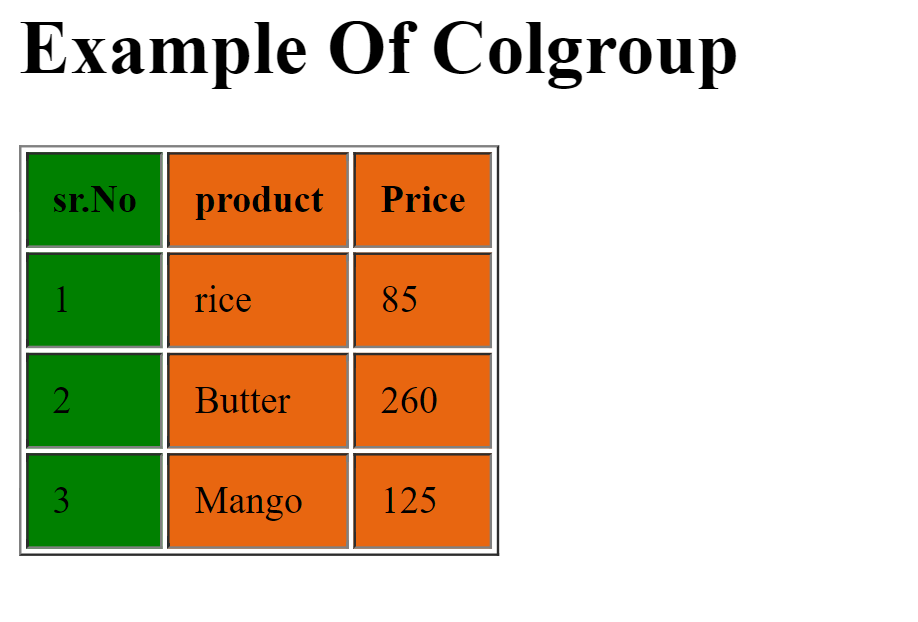 Example Of Colgroup
sr.No product Price
1 rice 85
2 Butter 260
3 Mango 125